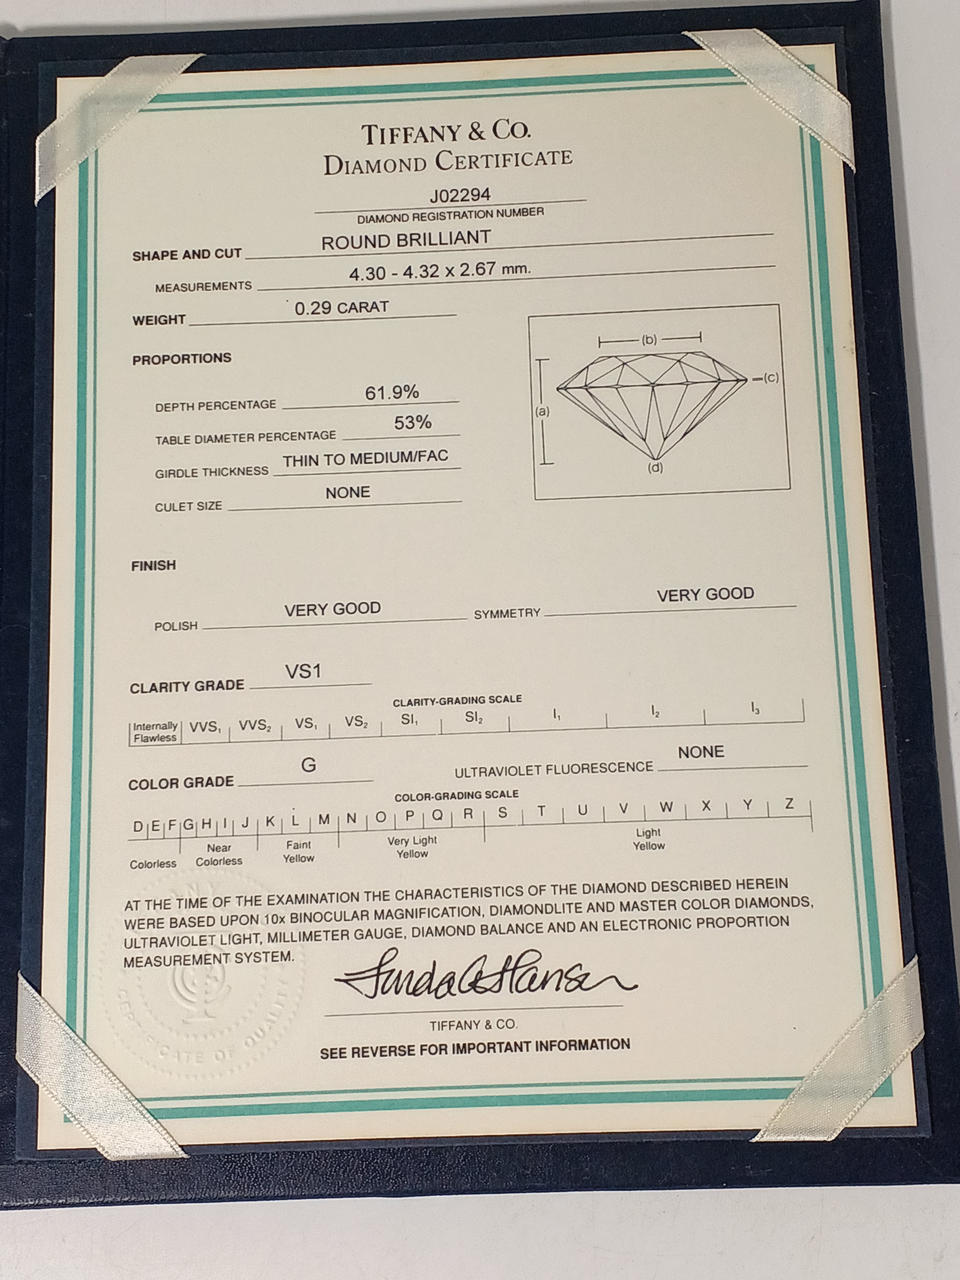 TIFFANY & CO.
DIAMOND CERTIFICATE
J02294
DIAMOND REGISTRATION NUMBER
SHAPE AND CUT ROUND BRILLIANT
MEASUREMENTS 4.30 - 4.32 x 2.67 mm.
WEIGHT 0.29 CARAT
PROPORTIONS
DEPTH PERCENTAGE 61.9%
TABLE DIAMETER PERCENTAGE 53%
GIRDLE THICKNESS THIN TO MEDIUM/FAC
CULET SIZE NONE
(b)
(c)
(a)
(d)
FINISH
POLISH VERY GOOD SYMMETRY VERY GOOD
CLARITY GRADE VS1
CLARITY-GRADING SCALE
Internally Flawless VVS₁ VVS₂ VS₁ VS₂ SI₁ SI₂ I₁ I₂ I₃
COLOR GRADE G ULTRAVIOLET FLUORESCENCE NONE
COLOR-GRADING SCALE
D E F G H I J K L M N O P Q R S T U V W X Y Z
Colorless Near Colorless Faint Yellow Very Light Yellow Light Yellow
AT THE TIME OF THE EXAMINATION THE CHARACTERISTICS OF THE DIAMOND DESCRIBED HEREIN
WERE BASED UPON 10x BINOCULAR MAGNIFICATION, DIAMONDLITE AND MASTER COLOR DIAMONDS,
ULTRAVIOLET LIGHT, MILLIMETER GAUGE, DIAMOND BALANCE AND AN ELECTRONIC PROPORTION
MEASUREMENT SYSTEM.
TIFFANY & CO.
SEE REVERSE FOR IMPORTANT INFORMATION